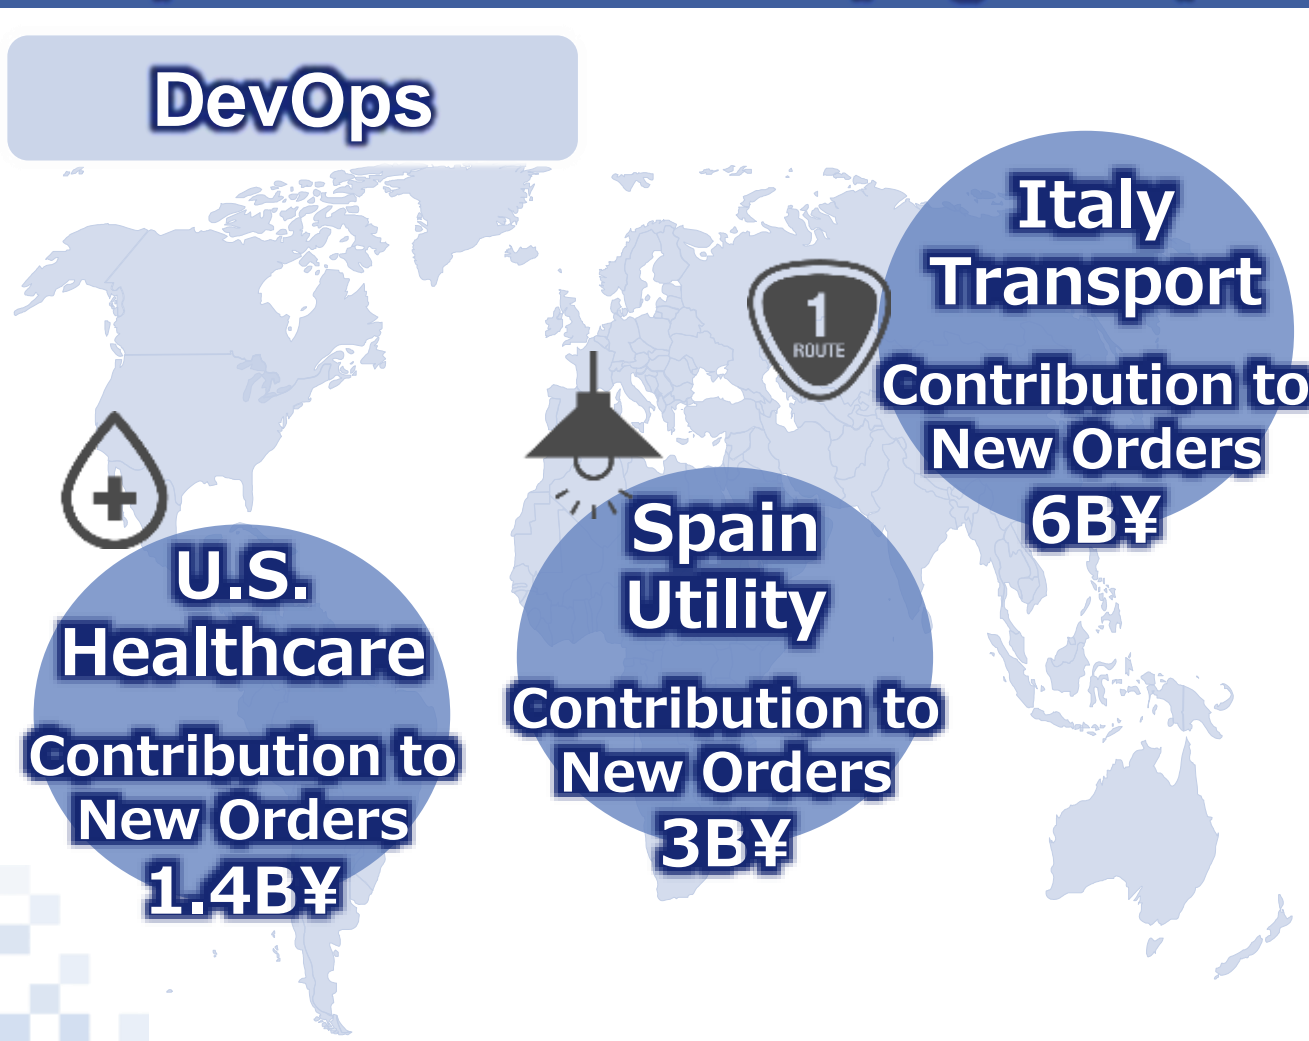 DevOps
Italy
Transport
Contribution to
New Orders
6B¥
1
ROUTE
Spain
Utility
Contribution to
New Orders
3B¥
U.S.
Healthcare
Contribution to
New Orders
1.4B¥